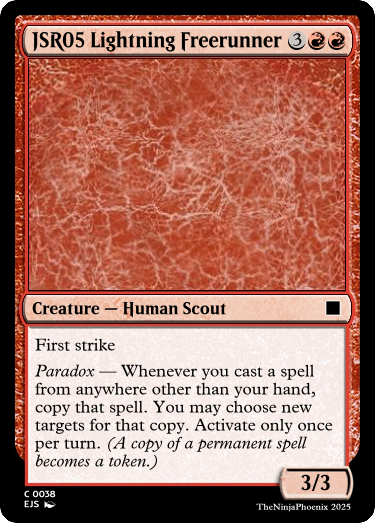 JSR05 Lightning Freerunner 3
Creature — Human Scout
First strike
Paradox — Whenever you cast a spell
from anywhere other than your hand,
copy that spell. You may choose new
targets for that copy. Activate only once
per turn. (A copy of a permanent spell
becomes a token.)
3/3
C 0038
EJS
TheNinjaPhoenix 2025